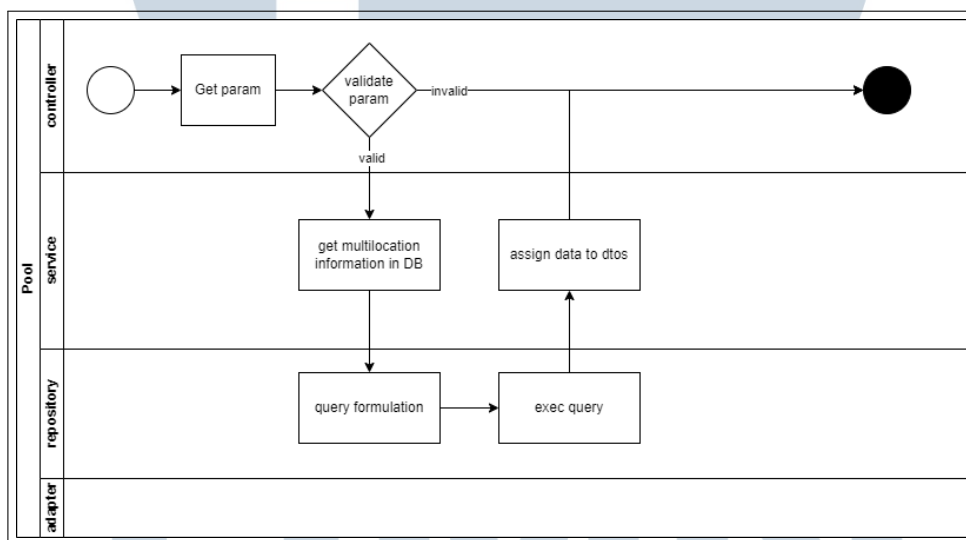 Pool
controller
Get param
validate
param
invalid
valid
service
get multilocation
information in DB
assign data to dtos
repository
query formulation
exec query
adapter